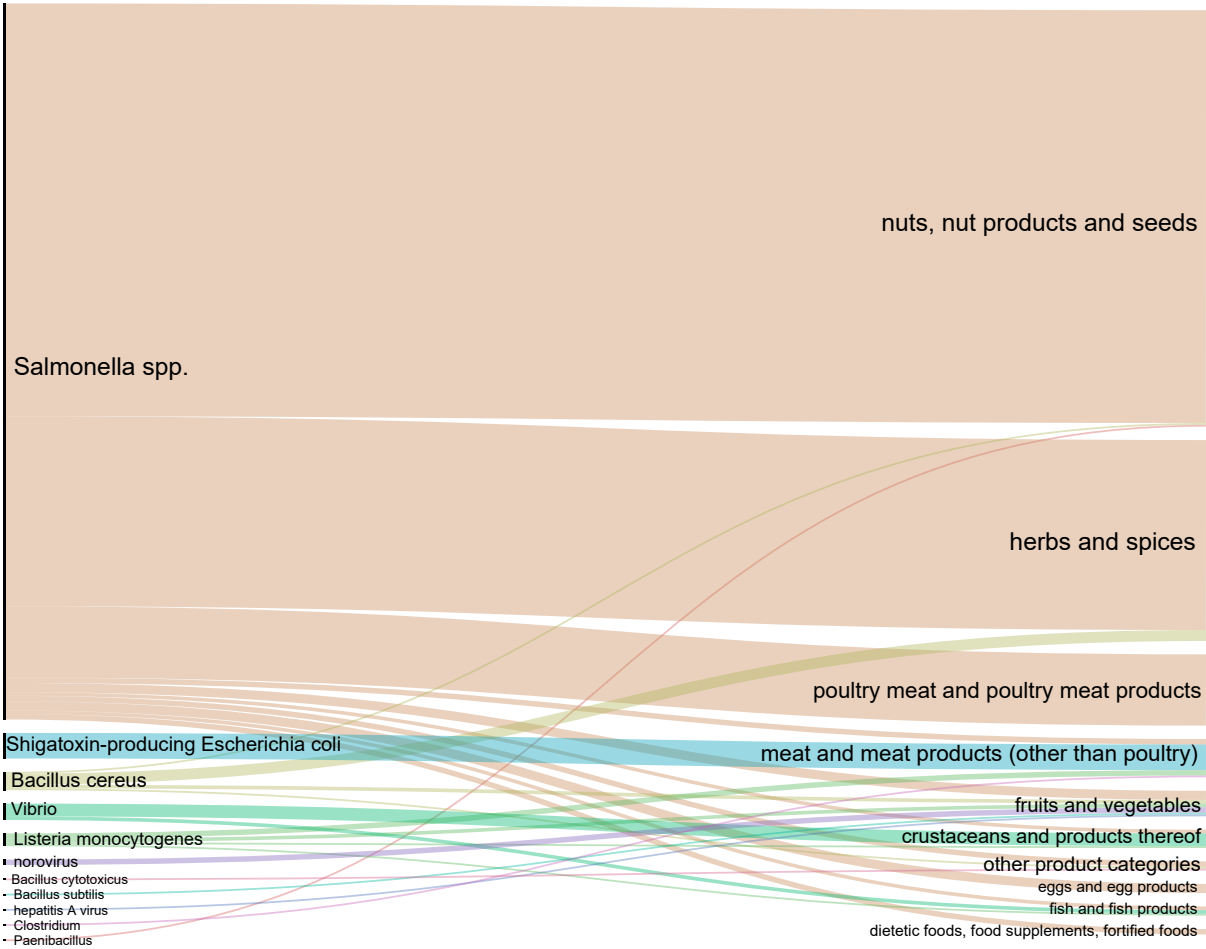 nuts, nut products and seeds
Salmonella spp.
herbs and spices
poultry meat and poultry meat products
Shigatoxin-producing Escherichia coli
meat and meat products (other than poultry)
Bacillus cereus
fruits and vegetables
Vibrio
crustaceans and products thereof
Listeria monocytogenes
other product categories
norovirus
Bacillus cytotoxicus
eggs and egg products
Bacillus subtilis
fish and fish products
hepatitis A virus
Clostridium
dietetic foods, food supplements, fortified foods
Paenibacillus